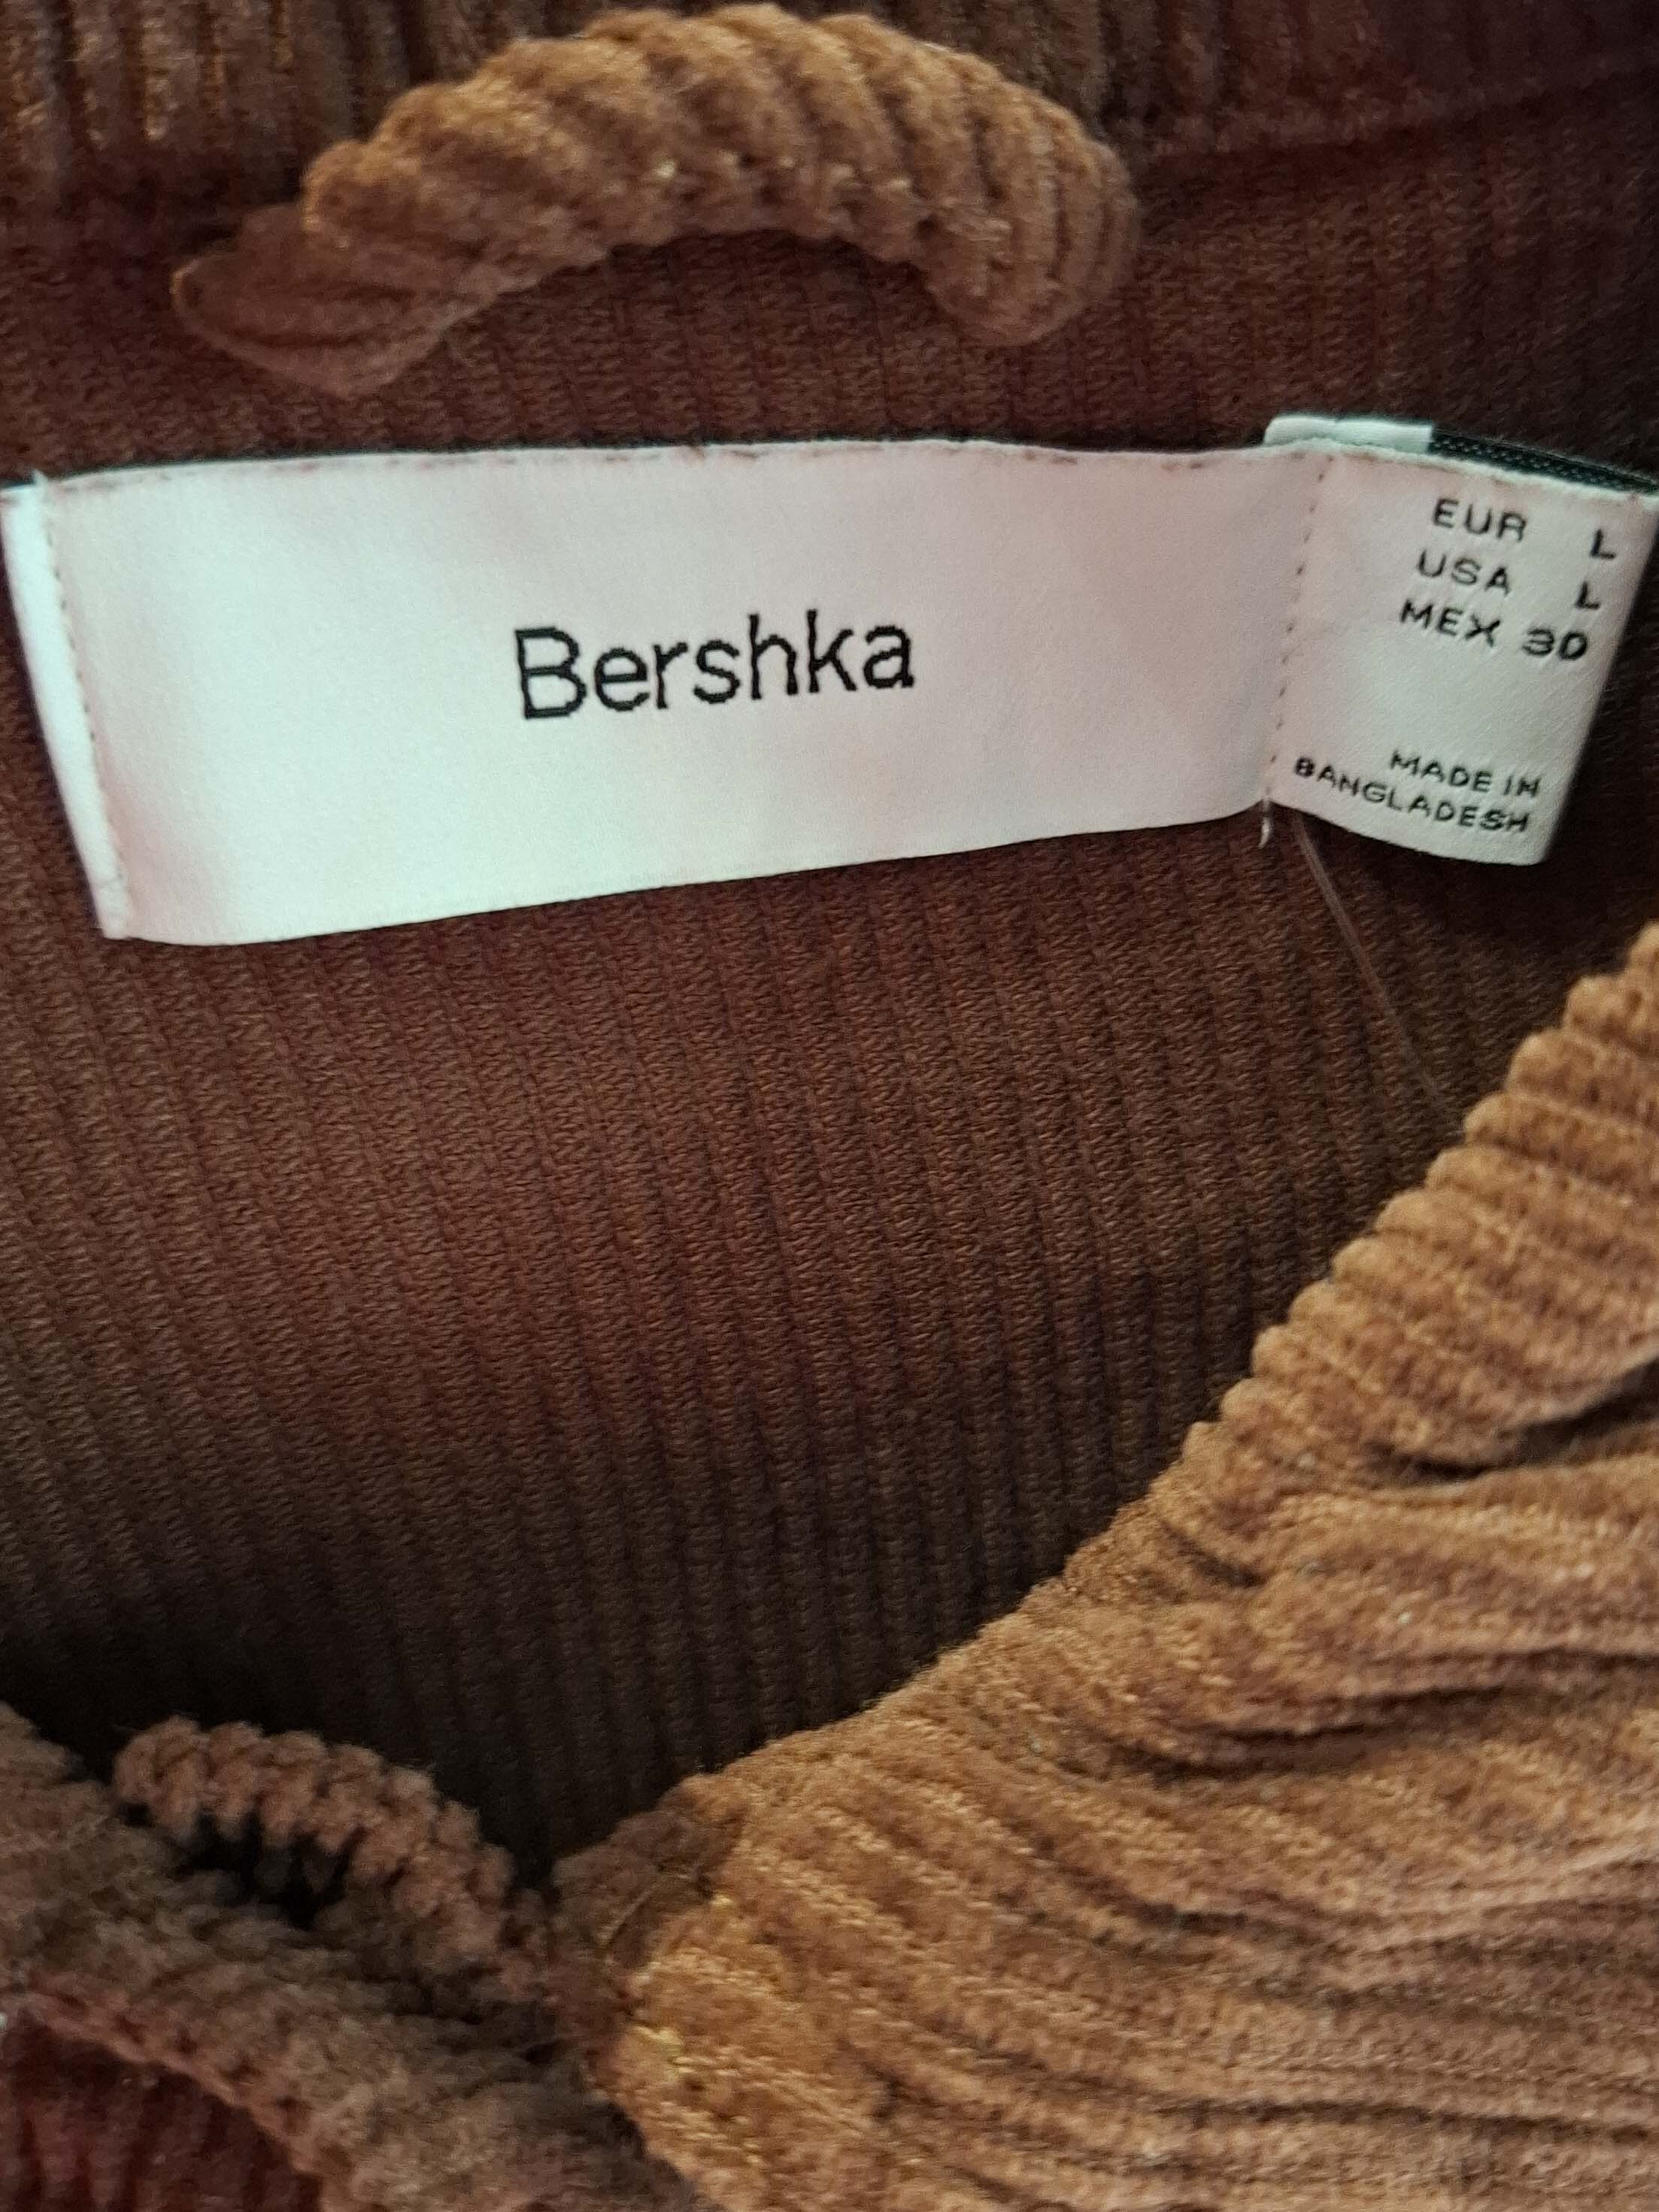 Bershka
EUR L
USA L
MEX 30
MADE IN
BANGLADESH